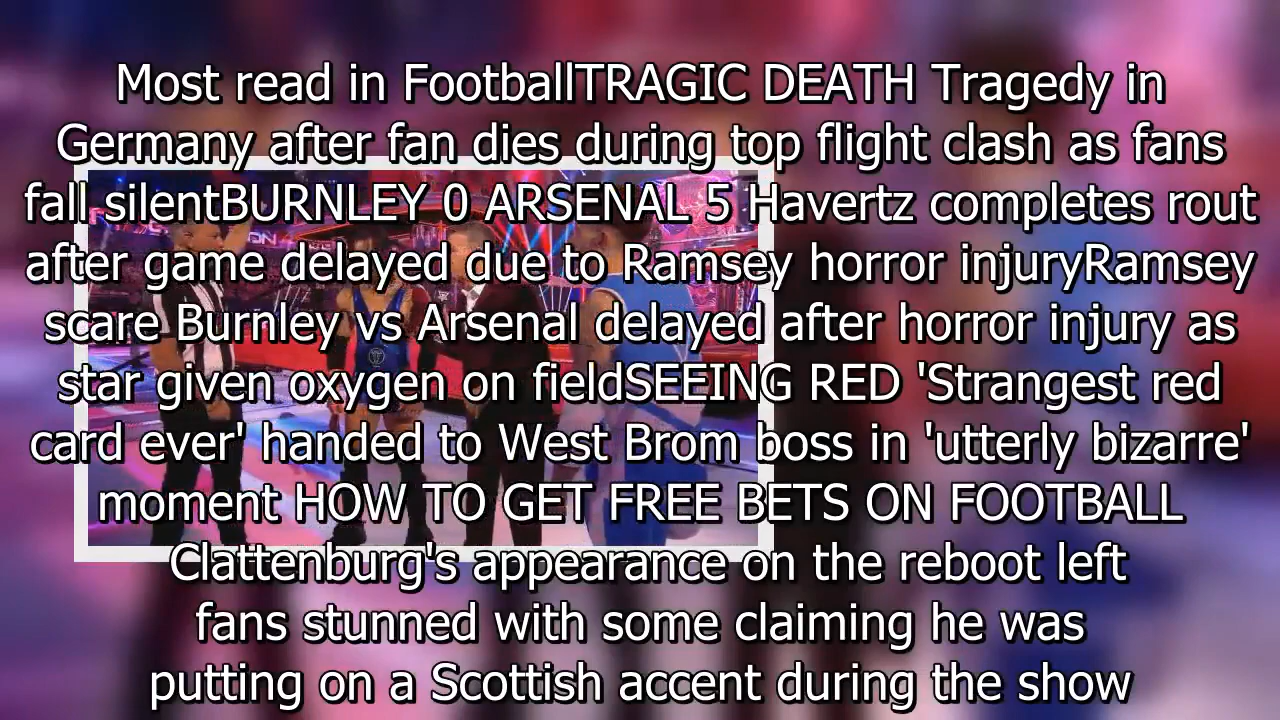 Most read in FootballTRAGIC DEATH Tragedy in
Germany after fan dies during top flight clash as fans
fall silentBURNLEY 0 ARSENAL 5 Havertz completes rout
after game delayed due to Ramsey horror injuryRamsey
scare Burnley vs Arsenal delayed after horror injury as
star given oxygen on fieldSEEING RED 'Strangest red
card ever' handed to West Brom boss in 'utterly bizarre'
moment HOW TO GET FREE BETS ON FOOTBALL
Clattenburg's appearance on the reboot left
fans stunned with some claiming he was
putting on a Scottish accent during the show